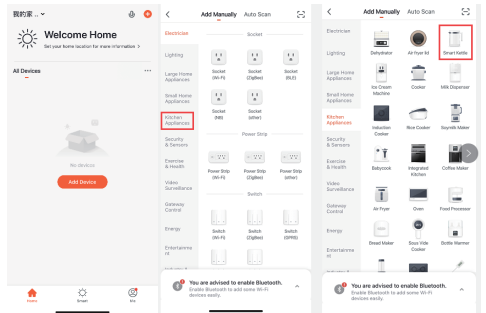 我的家 ..
Welcome Home
Set your home location for more information >
All Devices
No devices
Add Device
Home
Smart
Me
Add Manually Auto Scan
Electrician
Lighting
Large Home
Appliances
Small Home
Appliances
Kitchen
Appliances
Security
& Sensors
Exercise
& Health
Video
Surveillance
Gateway
Control
Energy
Entertainme
nt
Socket
Socket
(Wi-Fi)
Socket
(ZigBee)
Socket
(BLE)
Socket
(NB)
Socket
(other)
Power Strip
Power Strip
(Wi-Fi)
Power Strip
(ZigBee)
Power Strip
(other)
Switch
Switch
(Wi-Fi)
Switch
(ZigBee)
Switch
(GPRS)
You are advised to enable Bluetooth.
Enable Bluetooth to add some Wi-Fi
devices easily.
Add Manually Auto Scan
Electrician
Lighting
Large Home
Appliances
Small Home
Appliances
Kitchen
Appliances
Security
& Sensors
Exercise
& Health
Video
Surveillance
Gateway
Control
Energy
Entertainme
nt
Dehydrator
Air fryer lid
Smart Kettle
Ice Cream
Machine
Cooker
Milk Dispenser
Induction
Cooker
Rice Cooker
Soymilk Maker
Babycook
Integrated
Kitchen
Coffee Maker
Air Fryer
Oven
Food Processor
Bread Maker
Sous Vide
Cooker
Bottle Warmer
You are advised to enable Bluetooth.
Enable Bluetooth to add some Wi-Fi
devices easily.